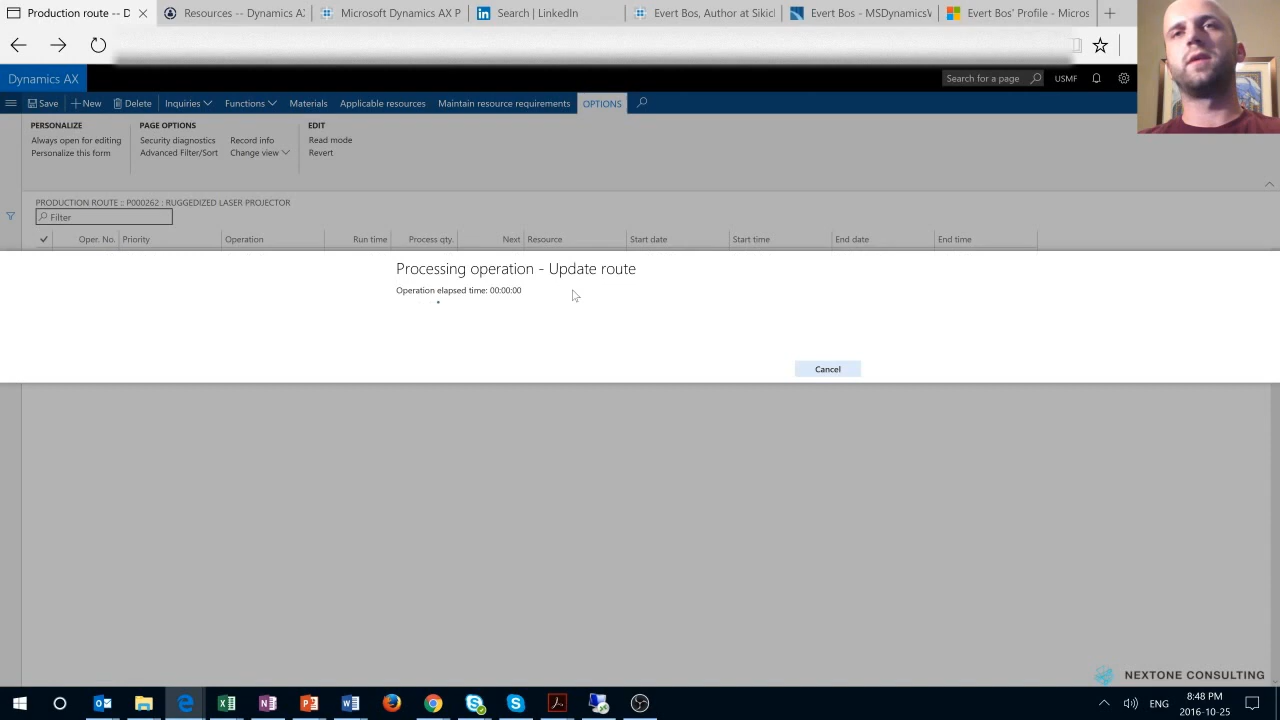 Production route -- D
Resources -- Dynamics AX
Microsoft Dynamics AX P
Search | LinkedIn
Evert Bos, Author at Sikicl
Evert Bos - MSDynamicsV
Evert Bos' Profile - Micros
Dynamics AX
Search for a page
USMF
Save
New
Delete
Inquiries
Functions
Materials
Applicable resources
Maintain resource requirements
OPTIONS
PERSONALIZE
Always open for editing
Personalize this form
PAGE OPTIONS
Security diagnostics
Record info
Advanced Filter/Sort
Change view
EDIT
Read mode
Revert
PRODUCTION ROUTE :: P000262 : RUGGEDIZED LASER PROJECTOR
Filter
Oper. No. Priority Operation Run time Process qty. Next Resource Start date Start time End date End time
Processing operation - Update route
Operation elapsed time: 00:00:00
Cancel
NEXTONE CONSULTING
ENG
8:48 PM
2016-10-25